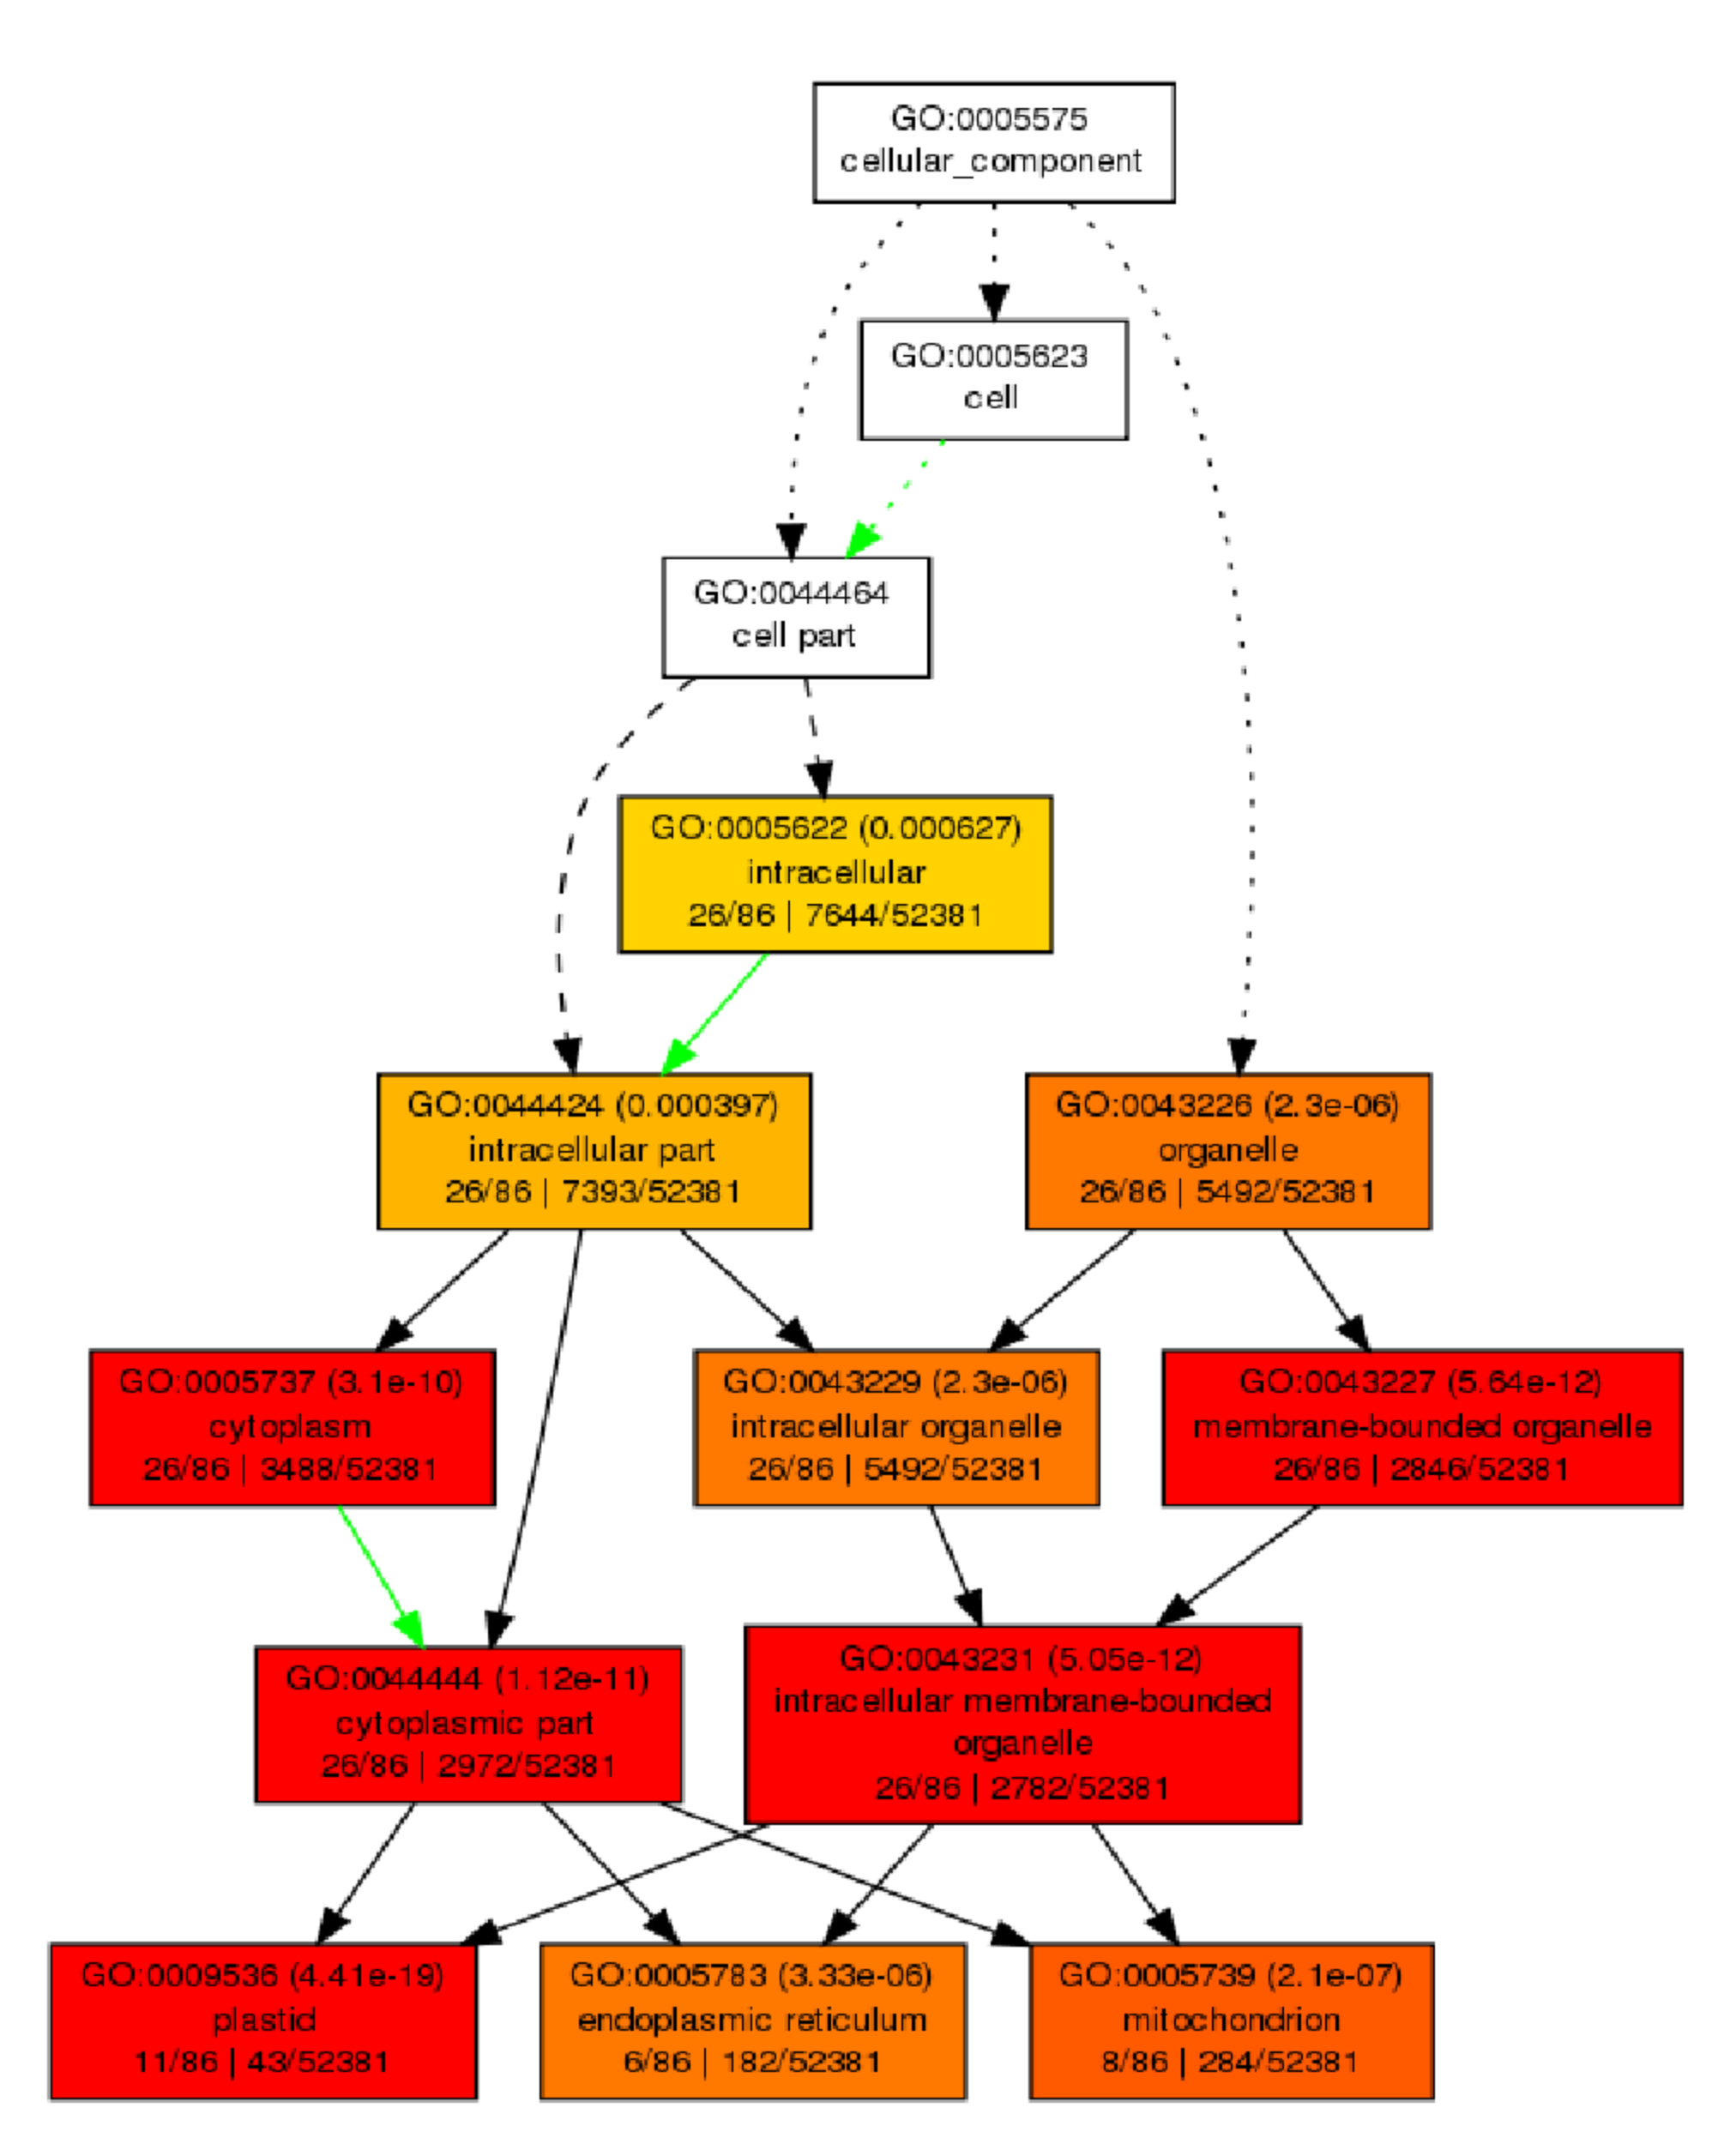 GO:0005575
cellular_component
GO:0005623
cell
GO:0044464
cell part
GO:0005622 (0.000627)
intracellular
26/86 | 7644/52381
GO:0044424 (0.000397)
intracellular part
26/86 | 7393/52381
GO:0043226 (2.3e-06)
organelle
26/86 | 5492/52381
GO:0005737 (3.1e-10)
cytoplasm
26/86 | 3488/52381
GO:0043229 (2.3e-06)
intracellular organelle
26/86 | 5492/52381
GO:0043227 (5.64e-12)
membrane-bounded organelle
26/86 | 2846/52381
GO:0044444 (1.12e-11)
cytoplasmic part
26/86 | 2972/52381
GO:0043231 (5.05e-12)
intracellular membrane-bounded
organelle
26/86 | 2782/52381
GO:0009536 (4.41e-19)
plastid
11/86 | 43/52381
GO:0005783 (3.33e-06)
endoplasmic reticulum
6/86 | 182/52381
GO:0005739 (2.1e-07)
mitochondrion
8/86 | 284/52381